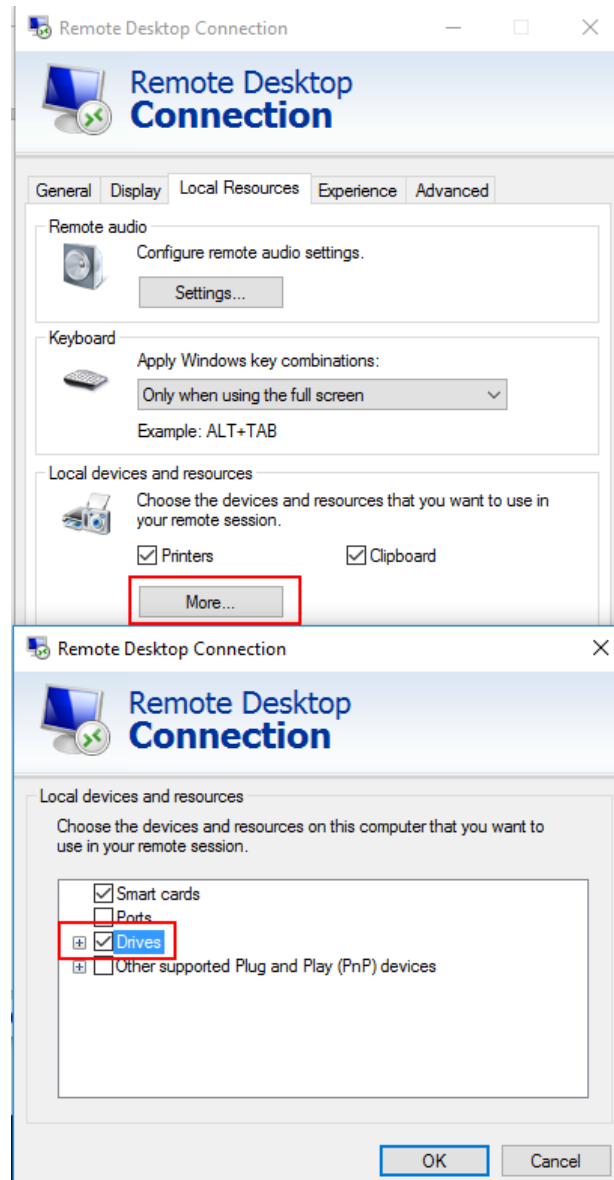 Remote Desktop Connection
Remote Desktop
Connection
General Display Local Resources Experience Advanced
Remote audio
Configure remote audio settings.
Settings...
Keyboard
Apply Windows key combinations:
Only when using the full screen
Example: ALT+TAB
Local devices and resources
Choose the devices and resources that you want to use in
your remote session.
Printers Clipboard
More...
Remote Desktop Connection
Remote Desktop
Connection
Local devices and resources
Choose the devices and resources on this computer that you want to
use in your remote session.
Smart cards
Ports
Drives
Other supported Plug and Play (PnP) devices
OK Cancel